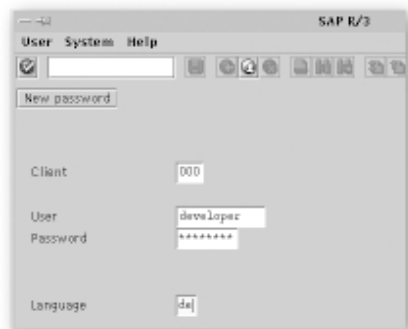 SAP R/3
User System Help
New password
Client 000
User developer
Password ********
Language de